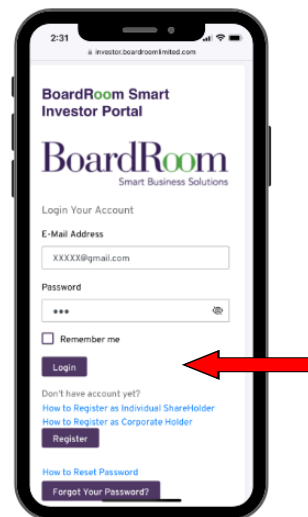 2:31
investor.boardroomlimited.com
BoardRoom Smart
Investor Portal
BoardRoom
Smart Business Solutions
Login Your Account
E-Mail Address
XXXXX@gmail.com
Password
Remember me
Login
Don't have account yet?
How to Register as Individual ShareHolder
How to Register as Corporate Holder
Register
How to Reset Password
Forgot Your Password?